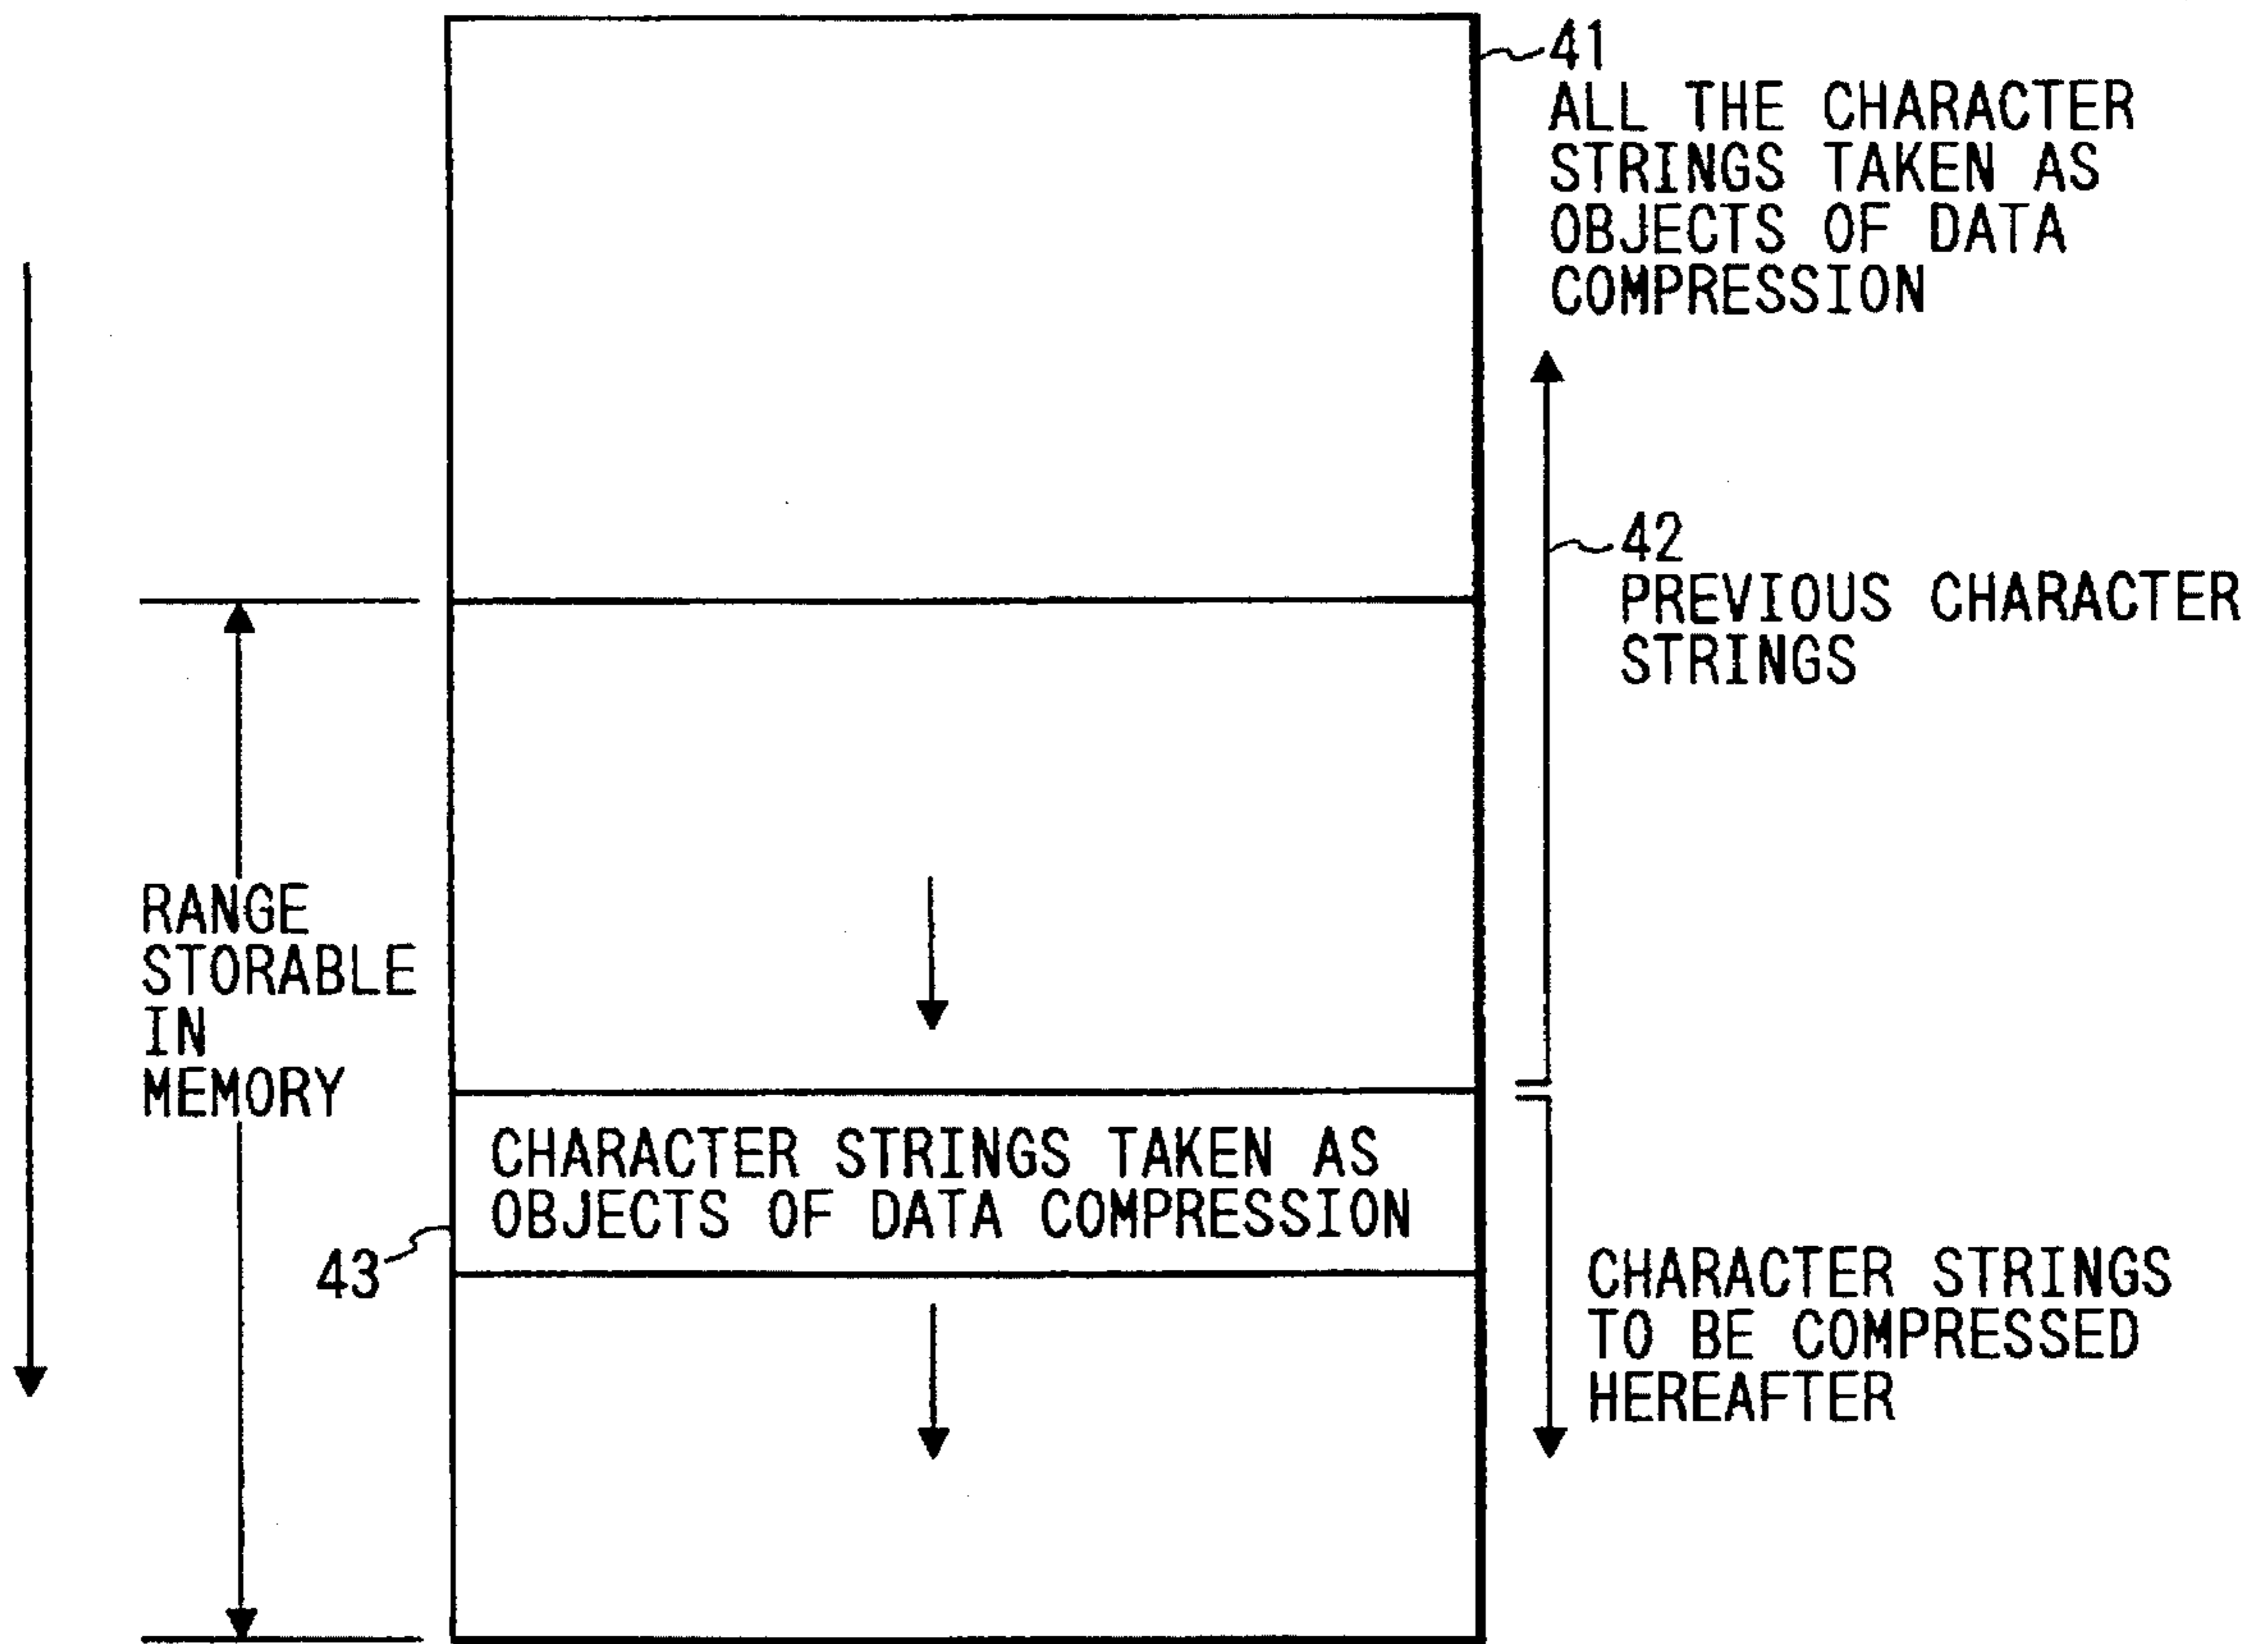 41
ALL THE CHARACTER
STRINGS TAKEN AS
OBJECTS OF DATA
COMPRESSION
42
PREVIOUS CHARACTER
STRINGS
RANGE
STORABLE
IN
MEMORY
CHARACTER STRINGS TAKEN AS
OBJECTS OF DATA COMPRESSION
43
CHARACTER STRINGS
TO BE COMPRESSED
HEREAFTER